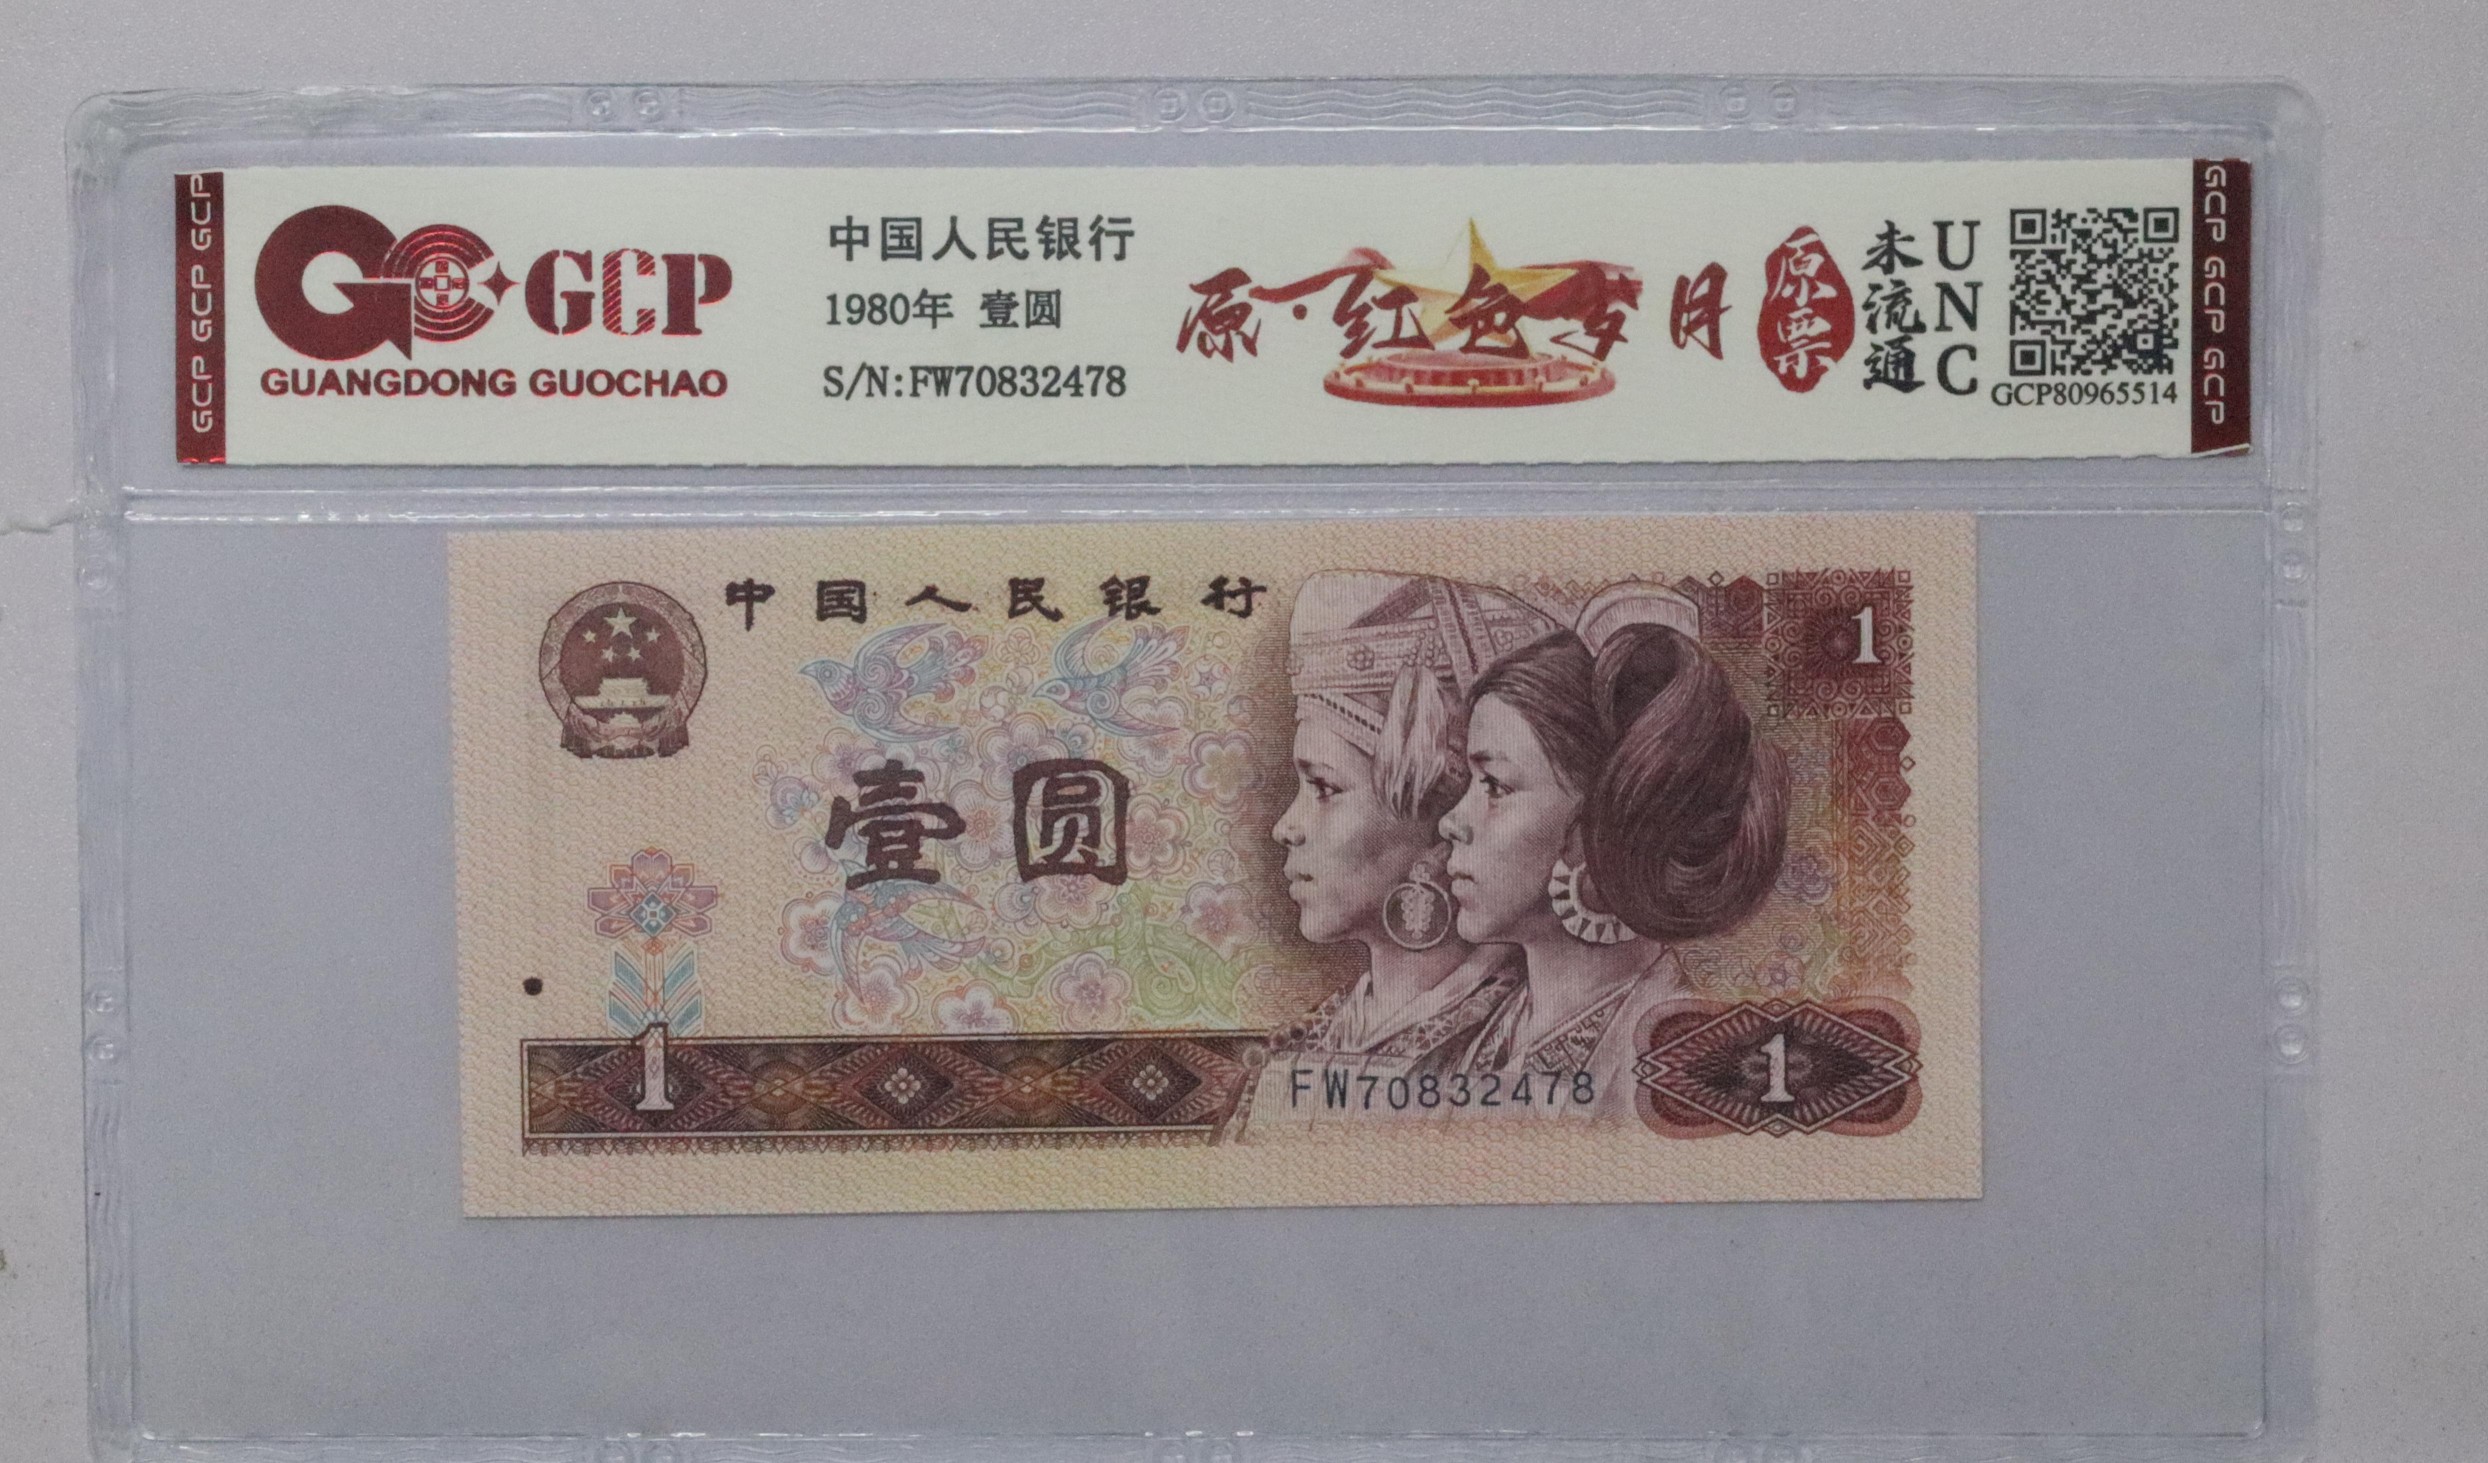 GCP GCP GCP
GCP
GUANGDONG GUOCHAO
中国人民银行
1980年 壹圆
S/N:FW70832478
原·红色岁月
原票
未流通
UNC
GCP80965514
GCP GCP GCP
中国人民银行
1
壹圆
1
FW70832478
1